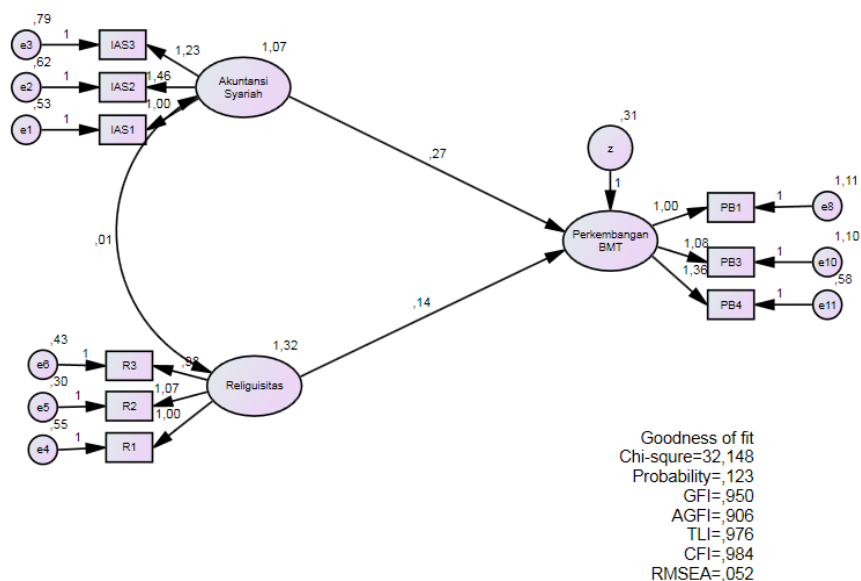 ,79
e3 1 IAS3
1,23
1,07
,62
e2 1 IAS2
1,46
Akuntansi
Syariah
,53
e1 1 IAS1
1,00
,31
z
1
,27
,01
Perkembangan
BMT
1,00
PB1 1 e8
1,11
1,08
PB3 1 e10
1,10
1,36
PB4 1 e11
,58
,14
,43
e6 1 R3
,98
1,32
,30
e5 1 R2
1,07
Religuisitas
,55
e4 1 R1
1,00
Goodness of fit
Chi-squre=32,148
Probability=,123
GFI=,950
AGFI=,906
TLI=,976
CFI=,984
RMSEA=,052